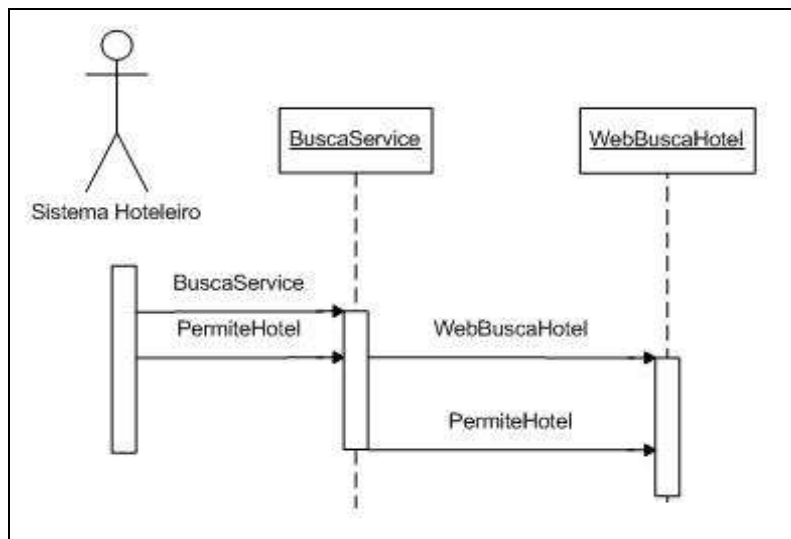 BuscaService
WebBuscaHotel
Sistema Hoteleiro
BuscaService
PermiteHotel
WebBuscaHotel
PermiteHotel